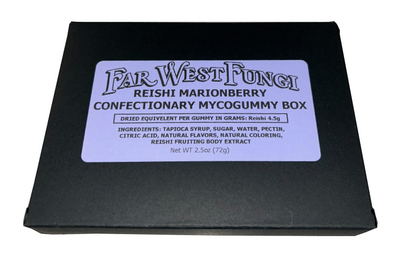 FAR WEST FUNGI
REISHI MARIONBERRY
CONFECTIONARY MYCOGUMMY BOX
DRIED EQUIVELENT PER GUMMY IN GRAMS: Reishi 4.5g
INGREDIENTS: TAPIOCA SYRUP, SUGAR, WATER, PECTIN,
CITRIC ACID, NATURAL FLAVORS, NATURAL COLORING,
REISHI FRUITING BODY EXTRACT
Net WT 2.5oz (72g)